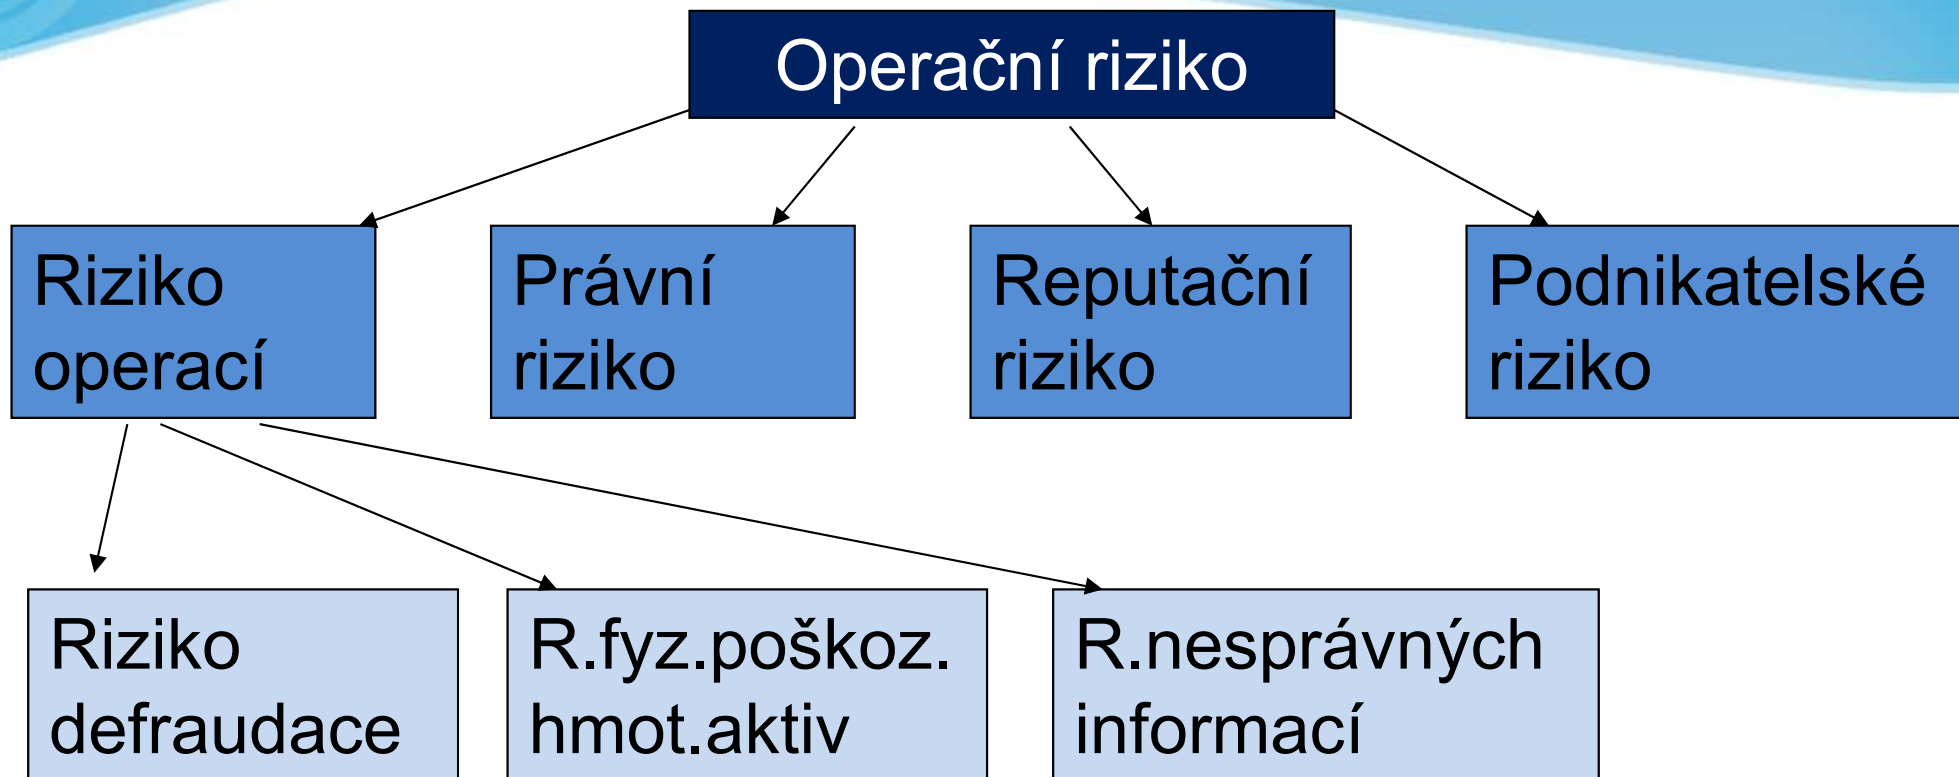 Operační riziko
Riziko
operací
Právní
riziko
Reputační
riziko
Podnikatelské
riziko
Riziko
defraudace
R.fyz.poškoz.
hmot.aktiv
R.nesprávných
informací